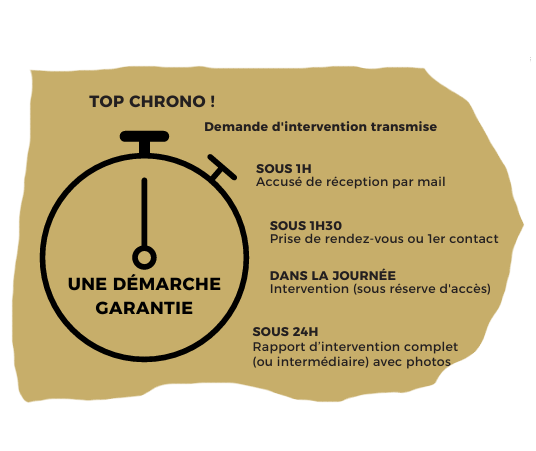 TOP CHRONO !
Demande d'intervention transmise
SOUS 1H
Accusé de réception par mail
SOUS 1H30
Prise de rendez-vous ou 1er contact
DANS LA JOURNÉE
Intervention (sous réserve d'accès)
UNE DÉMARCHE
GARANTIE
SOUS 24H
Rapport d'intervention complet
(ou intermédiaire) avec photos